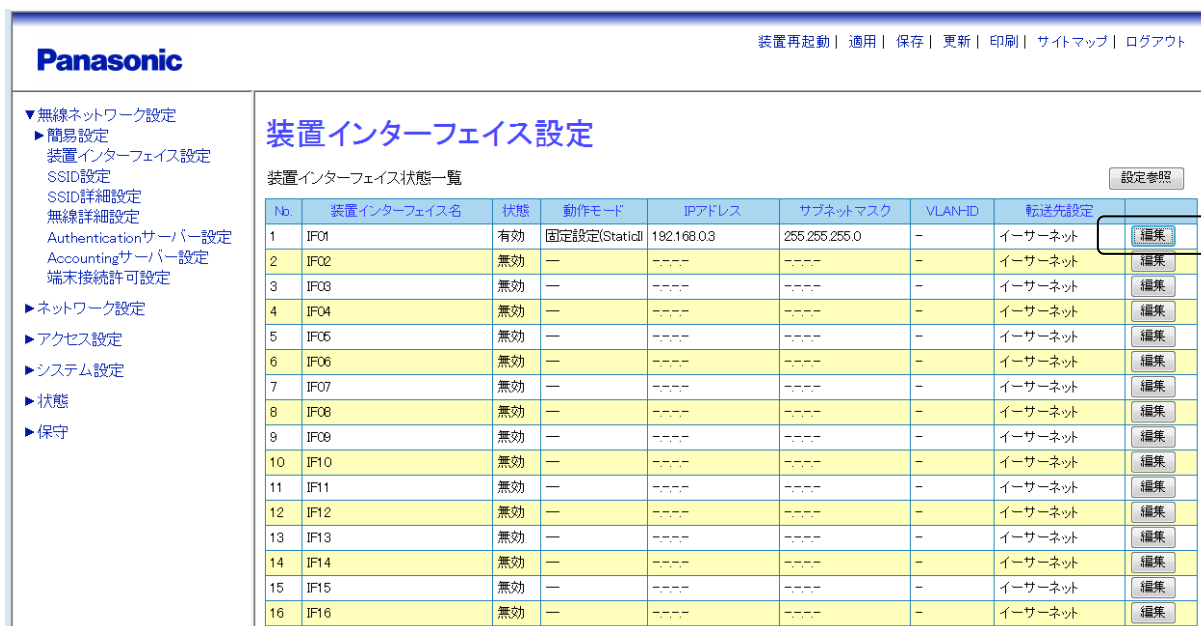 装置再起動| 適用| 保存| 更新| 印刷| サイトマップ| ログアウト
Panasonic
▼無線ネットワーク設定
▶簡易設定
装置インターフェイス設定
SSID設定
SSID詳細設定
無線詳細設定
Authenticationサーバー設定
Accountingサーバー設定
端末接続許可設定
▶ネットワーク設定
▶アクセス設定
▶システム設定
▶状態
▶保守
装置インターフェイス設定
装置インターフェイス状態一覧 設定参照
No. 装置インターフェイス名 状態 動作モード IPアドレス サブネットマスク VLAN-ID 転送先設定
1 IF01 有効 固定設定(StaticI 192.168.0.3 255.255.255.0 - イーサーネット 編集
2 IF02 無効 — -.-.-.- -.-.-.- - イーサーネット 編集
3 IF03 無効 — -.-.-.- -.-.-.- - イーサーネット 編集
4 IF04 無効 — -.-.-.- -.-.-.- - イーサーネット 編集
5 IF05 無効 — -.-.-.- -.-.-.- - イーサーネット 編集
6 IF06 無効 — -.-.-.- -.-.-.- - イーサーネット 編集
7 IF07 無効 — -.-.-.- -.-.-.- - イーサーネット 編集
8 IF08 無効 — -.-.-.- -.-.-.- - イーサーネット 編集
9 IF09 無効 — -.-.-.- -.-.-.- - イーサーネット 編集
10 IF10 無効 — -.-.-.- -.-.-.- - イーサーネット 編集
11 IF11 無効 — -.-.-.- -.-.-.- - イーサーネット 編集
12 IF12 無効 — -.-.-.- -.-.-.- - イーサーネット 編集
13 IF13 無効 — -.-.-.- -.-.-.- - イーサーネット 編集
14 IF14 無効 — -.-.-.- -.-.-.- - イーサーネット 編集
15 IF15 無効 — -.-.-.- -.-.-.- - イーサーネット 編集
16 IF16 無効 — -.-.-.- -.-.-.- - イーサーネット 編集